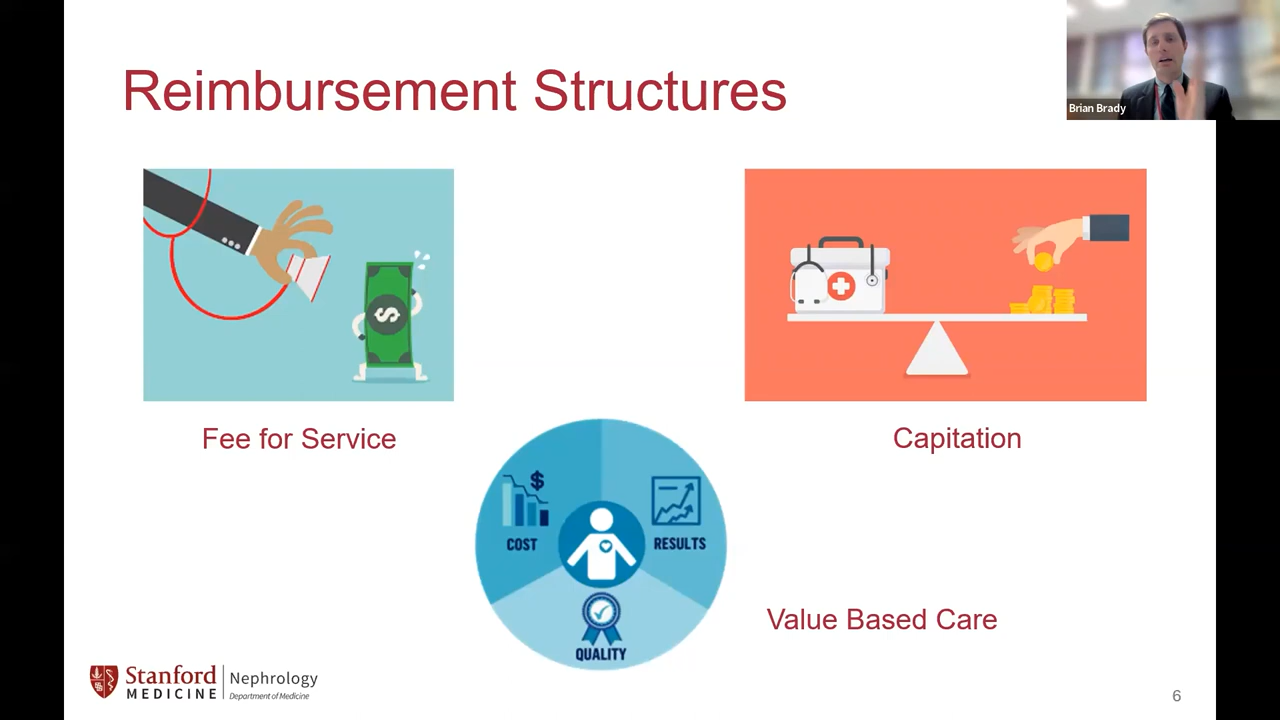 Reimbursement Structures
Brian Brady
$
Fee for Service
Capitation
$
COST
RESULTS
QUALITY
Value Based Care
Stanford
MEDICINE
Nephrology
Department of Medicine
6